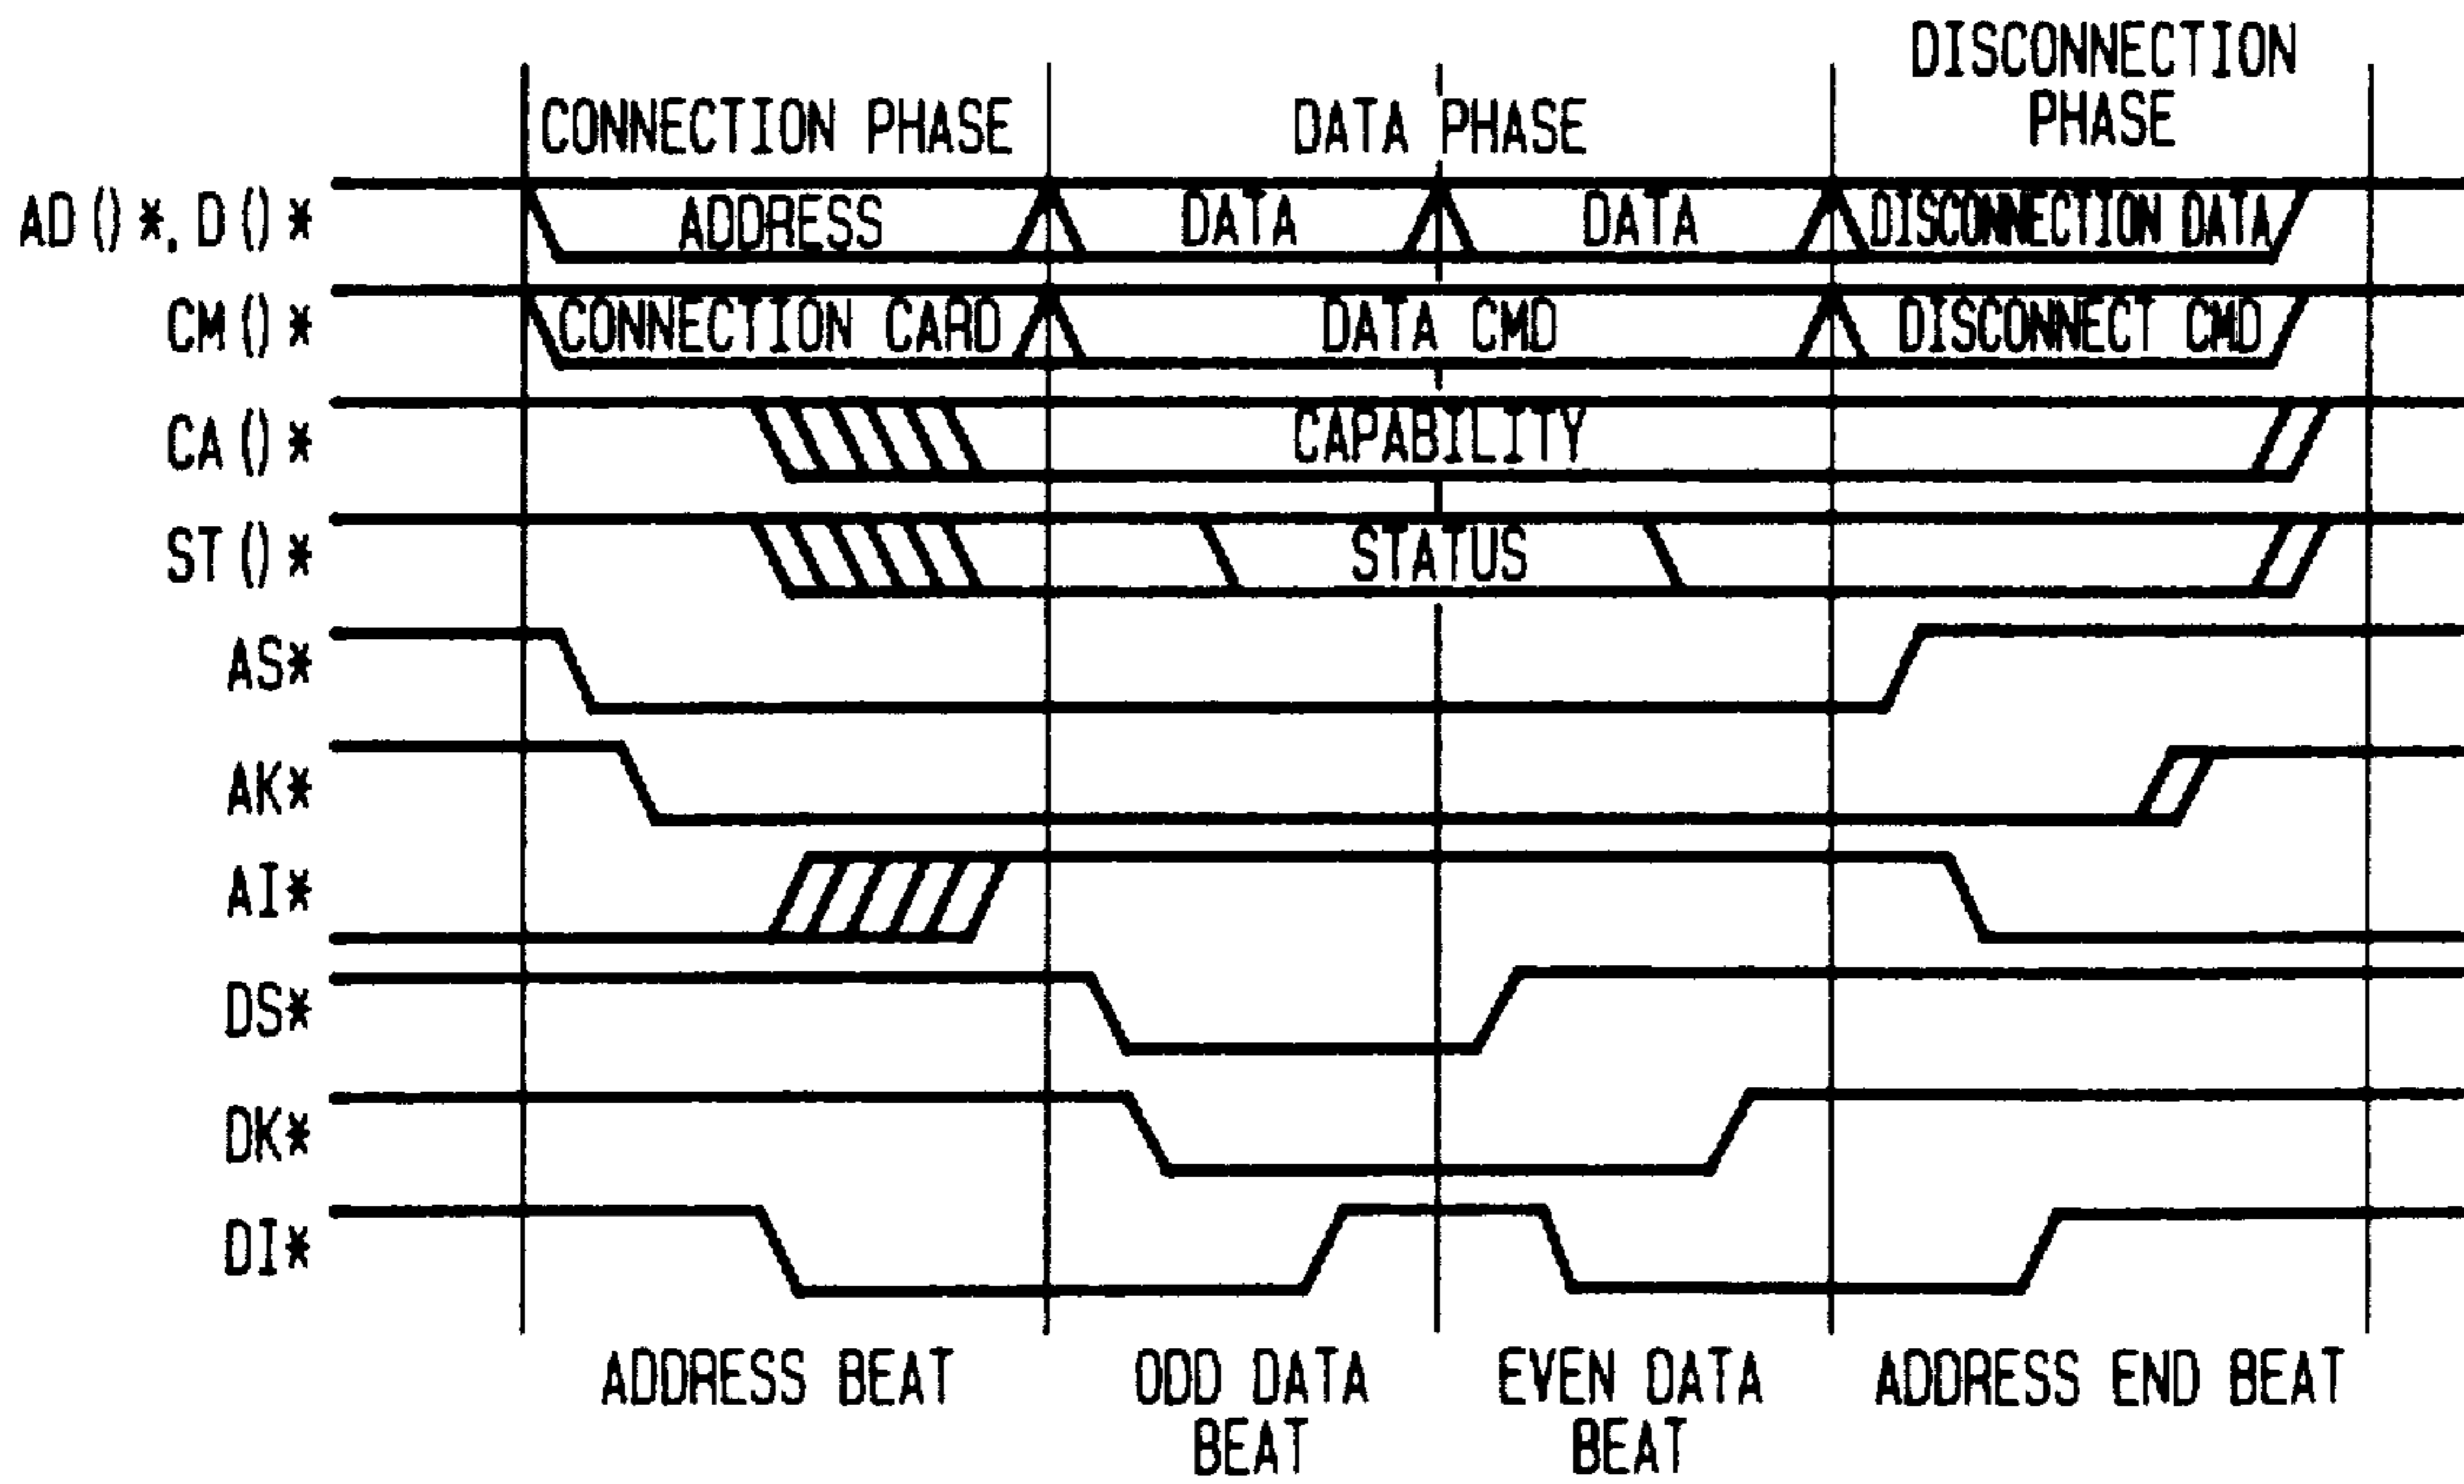 DISCONNECTION
PHASE
CONNECTION PHASE
DATA PHASE
AD()*, D()*
ADDRESS
DATA
DATA
DISCONNECTION DATA
CM()*
CONNECTION CARD
DATA CMD
DISCONNECT CMD
CA()*
CAPABILITY
ST()*
STATUS
AS*
AK*
AI*
DS*
DK*
DI*
ADDRESS BEAT
ODD DATA
BEAT
EVEN DATA
BEAT
ADDRESS END BEAT